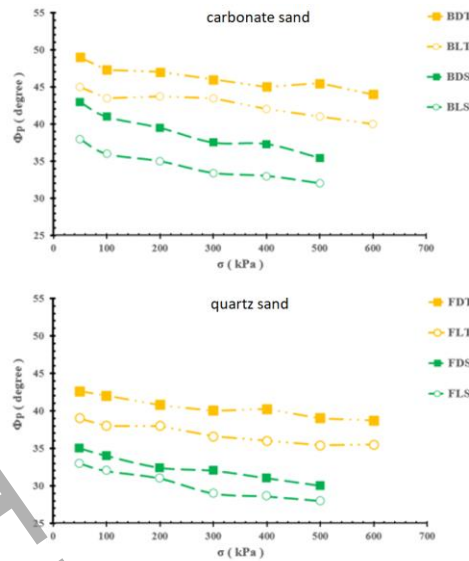 carbonate sand
55
50
45
40
35
30
25
Φp ( degree )
0 100 200 300 400 500 600 700
σ ( kPa )
BDT
BLT
BDS
BLS
quartz sand
55
50
45
40
35
30
25
Φp ( degree )
0 100 200 300 400 500 600 700
σ ( kPa )
FDT
FLT
FDS
FLS